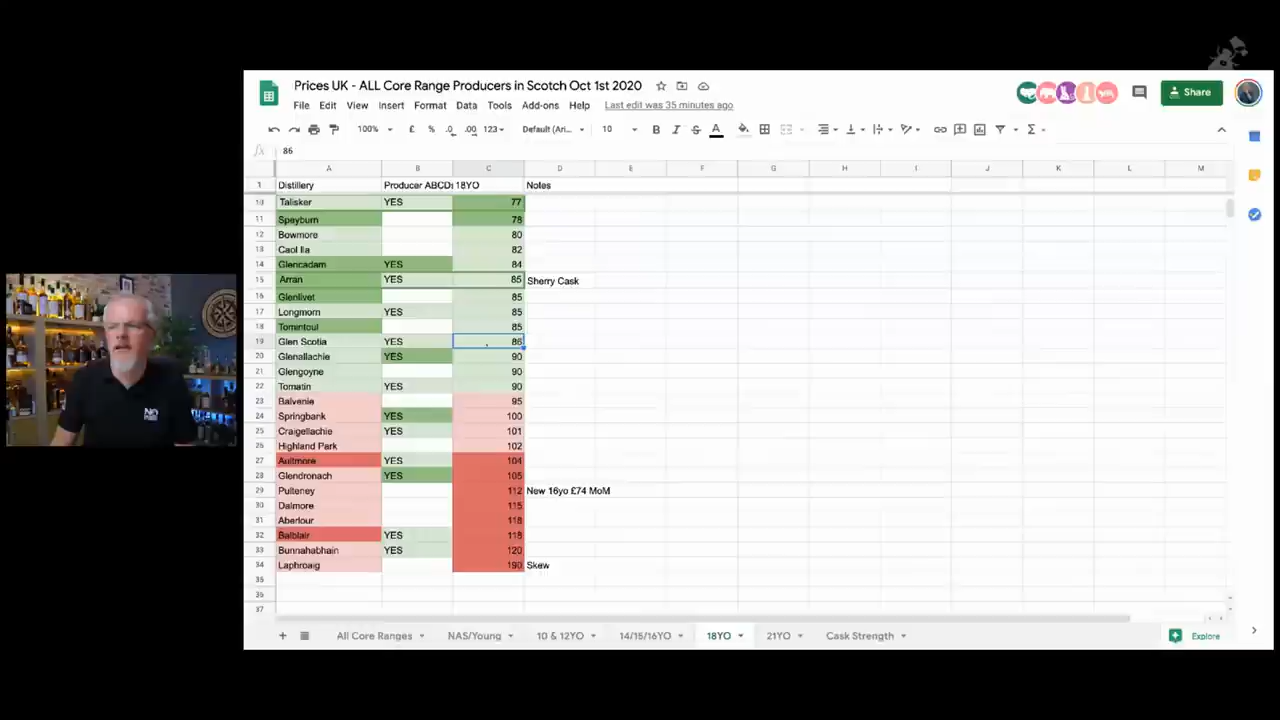 Prices UK - ALL Core Range Producers in Scotch Oct 1st 2020
File Edit View Insert Format Data Tools Add-ons Help Last edit was 35 minutes ago
Share
100% £ % .0 .00 123 Default (Ari... 10 B I S A
fx 86
A B C D E F G H I J K L M
1 Distillery Producer ABCD 18YO Notes
10 Talisker YES 77
11 Speyburn 78
12 Bowmore 80
13 Caol Ila 82
14 Glencadam YES 84
15 Arran YES 85 Sherry Cask
16 Glenlivet 85
17 Longmorn YES 85
18 Tomintoul 85
19 Glen Scotia YES 86
20 Glenallachie YES 90
21 Glengoyne 90
22 Tomatin YES 90
23 Balvenie 95
24 Springbank YES 100
25 Craigellachie YES 101
26 Highland Park 102
27 Aultmore YES 104
28 Glendronach YES 105
29 Pulteney 112 New 16yo £74 MoM
30 Dalmore 115
31 Aberlour 118
32 Balblair YES 118
33 Bunnahabhain YES 120
34 Laphroaig 190 Skew
35
36
37
+ All Core Ranges NAS/Young 10 & 12YO 14/15/16YO 18YO 21YO Cask Strength Explore